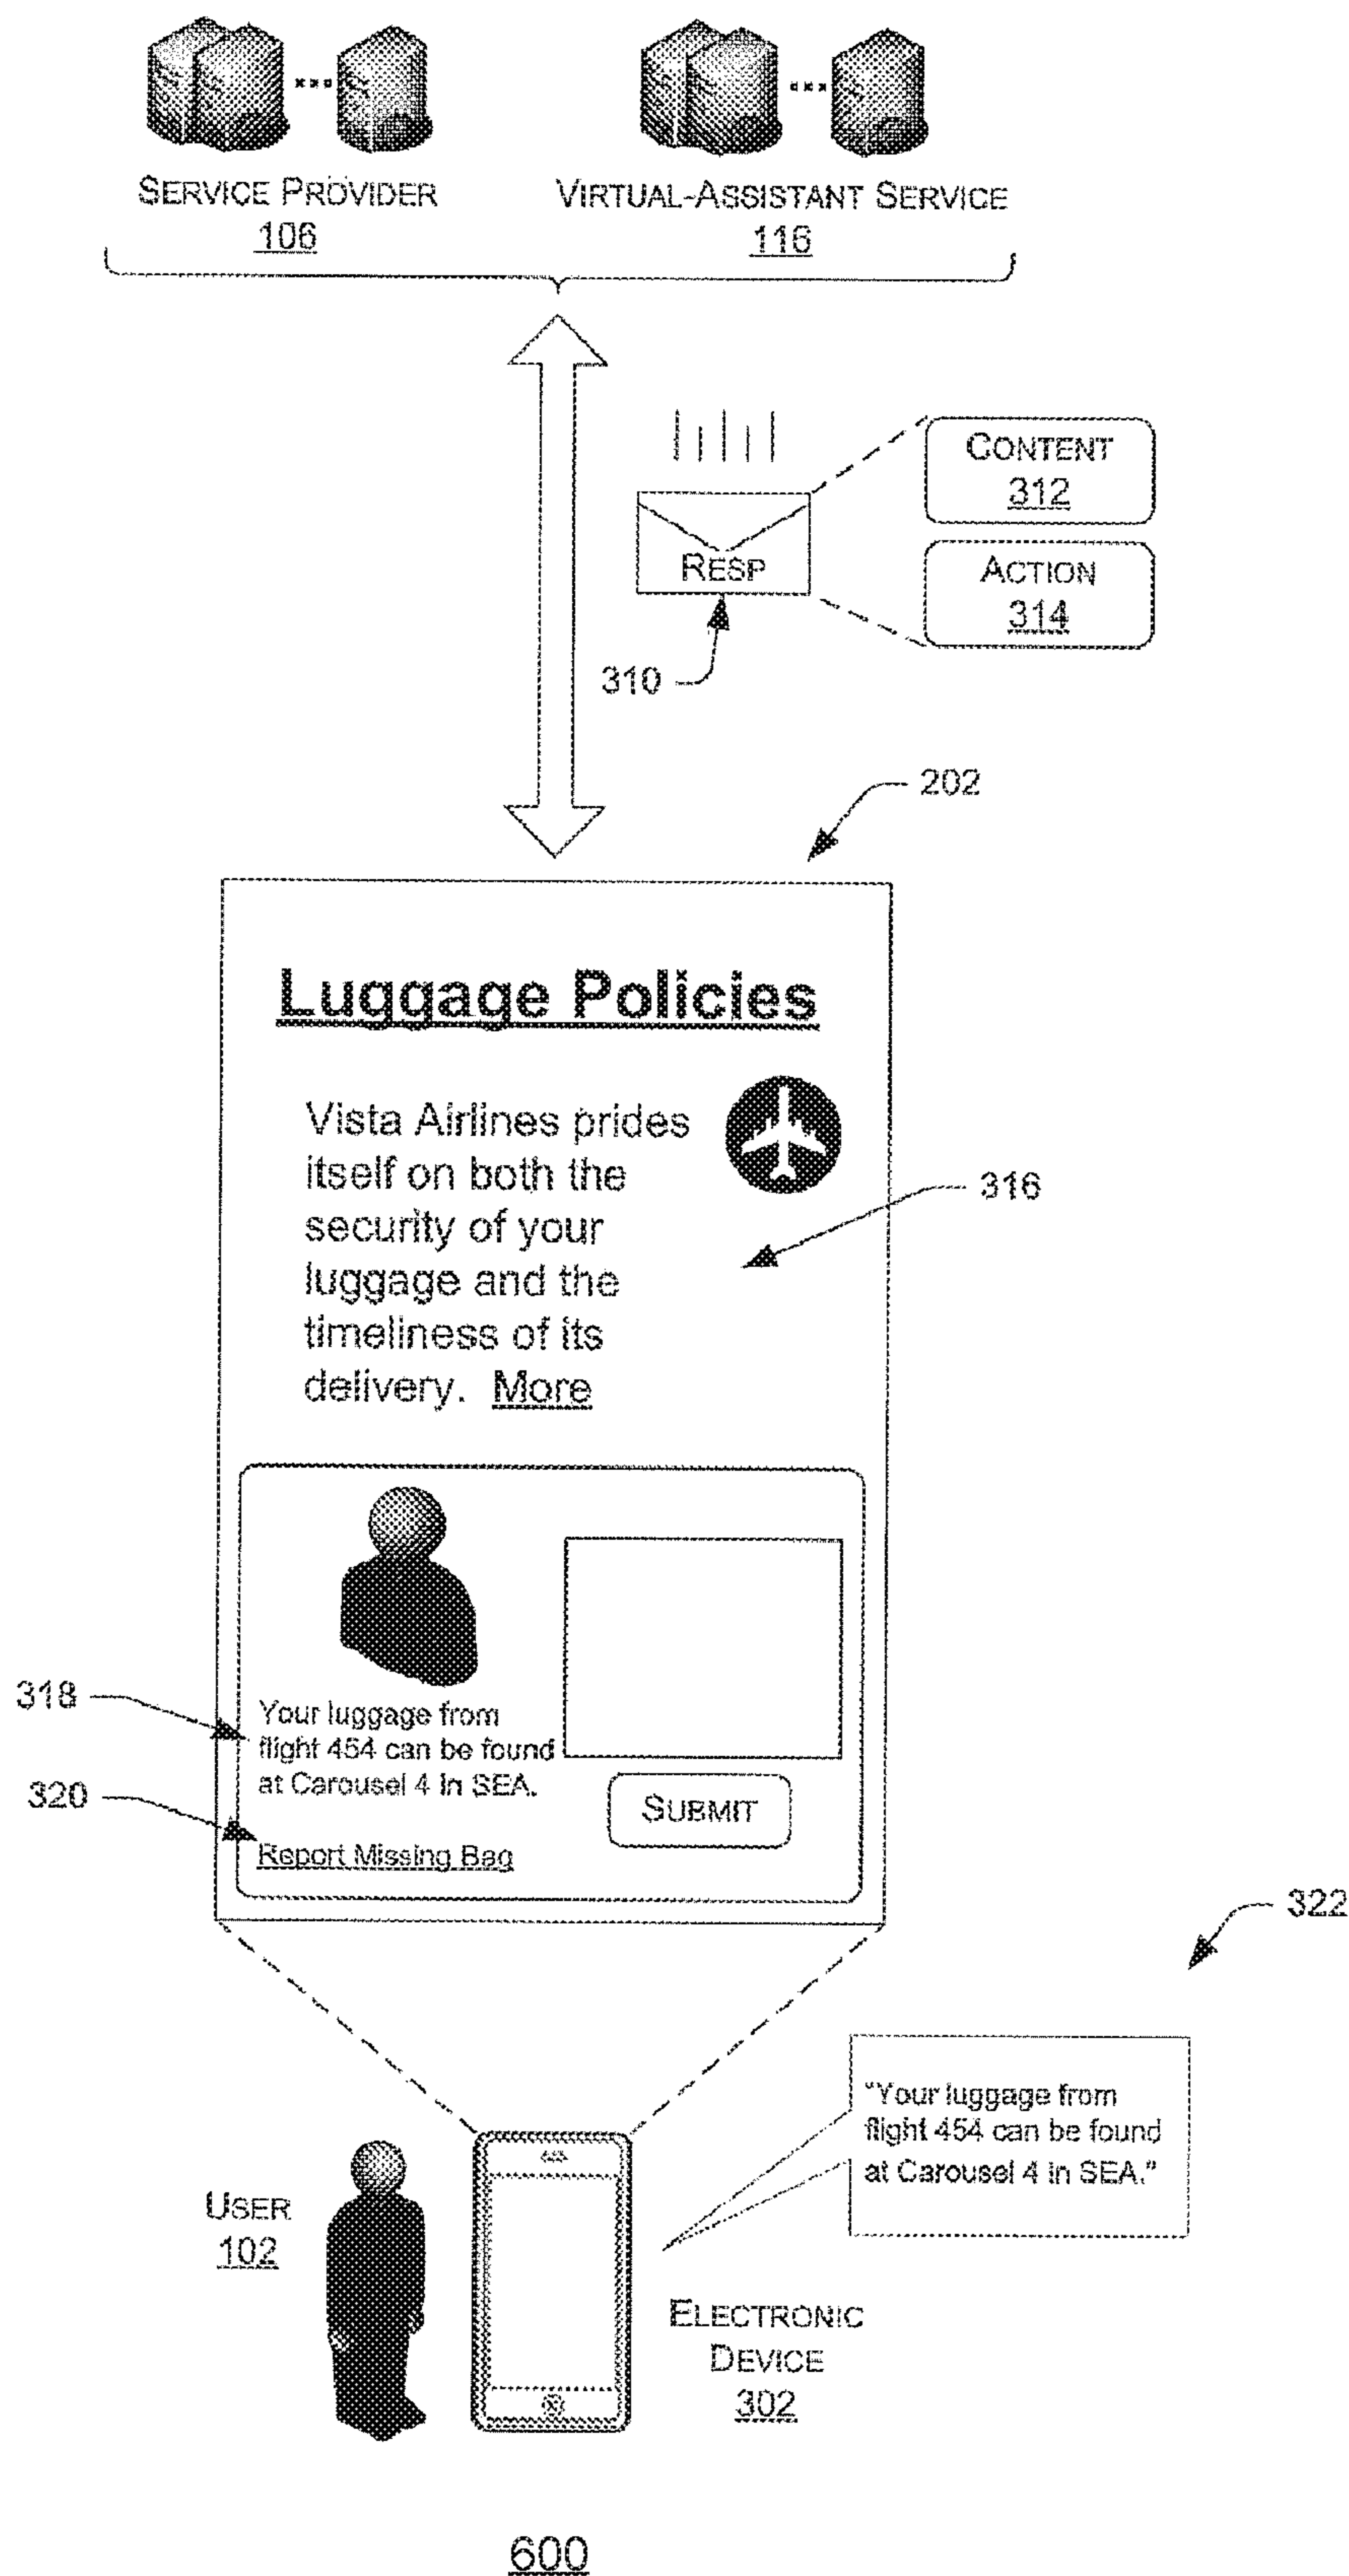 SERVICE PROVIDER
106
VIRTUAL-ASSISTANT SERVICE
116
CONTENT
312
RESP
ACTION
314
310
202
Luggage Policies
Vista Airlines prides
itself on both the
security of your
luggage and the
timeliness of its
delivery. More
316
318
Your luggage from
flight 454 can be found
at Carousel 4 in SEA.
320
Report Missing Bag
SUBMIT
322
"Your luggage from
flight 454 can be found
at Carousel 4 in SEA."
USER
102
ELECTRONIC
DEVICE
302
600